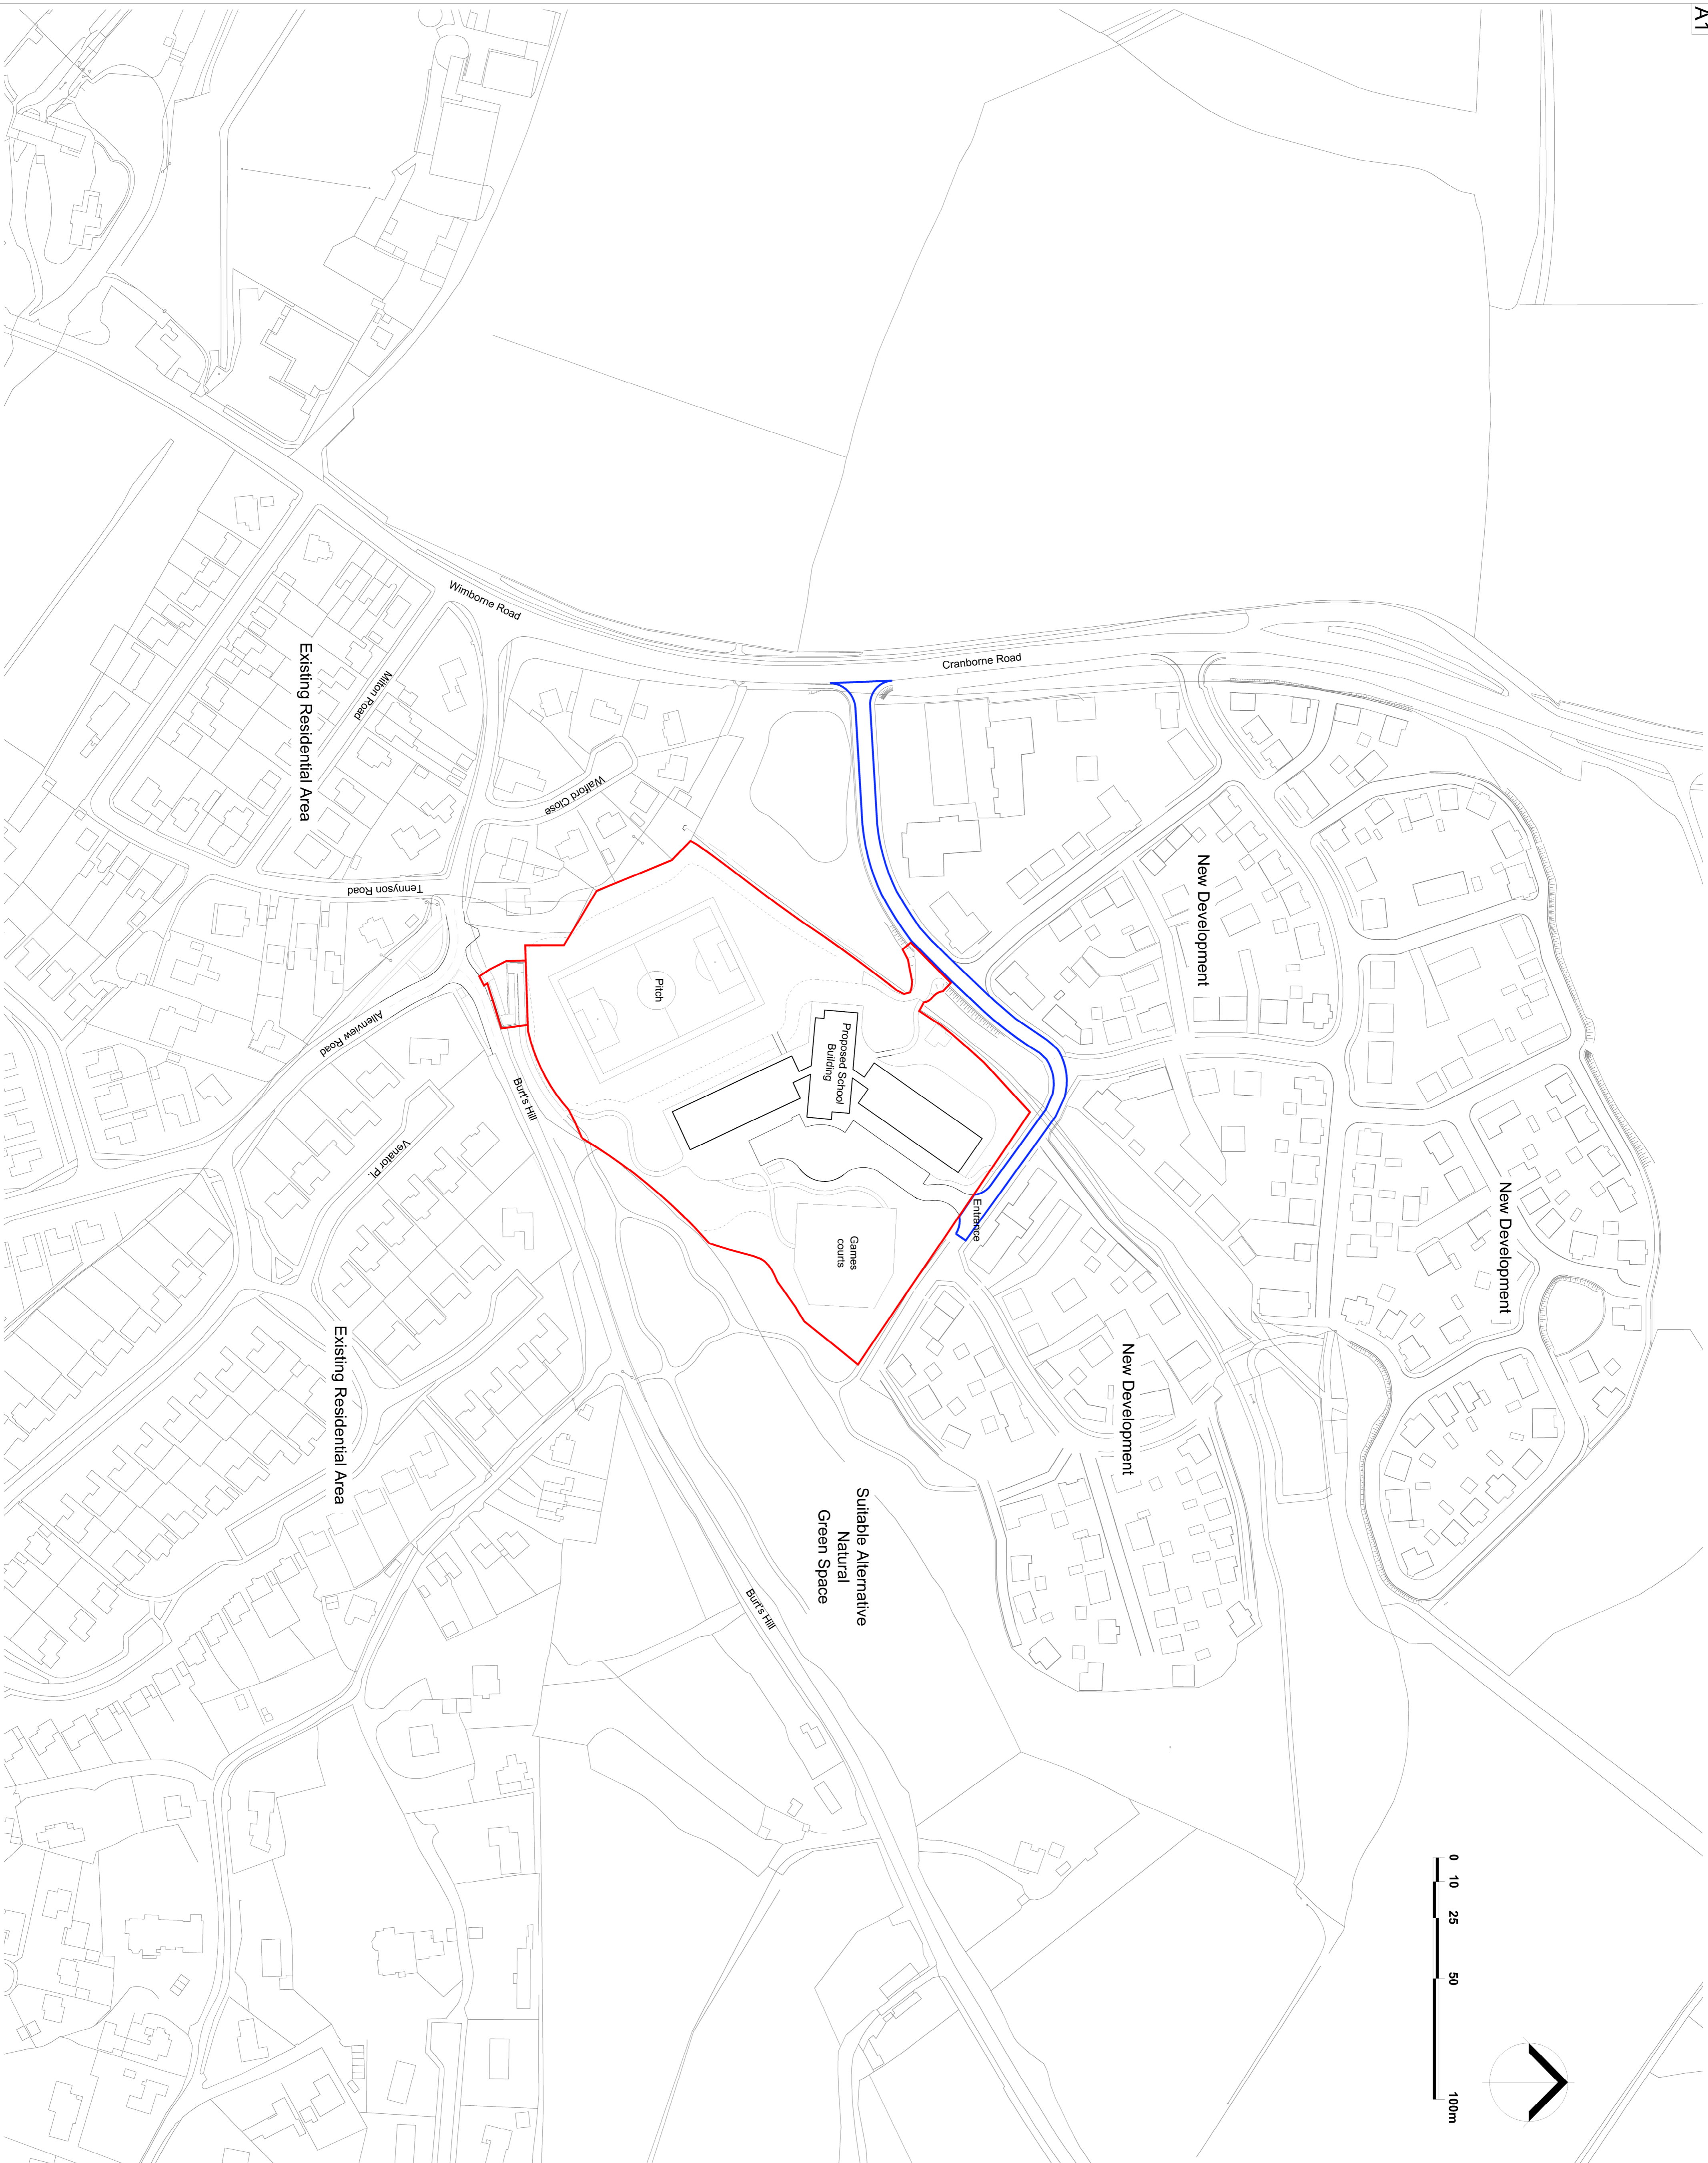 A1
Wimborne Road
Cranborne Road
Milton Road
Existing Residential Area
Walford Close
Tennyson Road
New Development
Pitch
Proposed School
Building
Allenview Road
Burt's Hill
Venator Pl.
Entrance
Games
courts
New Development
New Development
Existing Residential Area
Suitable Alternative
Natural
Green Space
Burt's Hill
0 10 25 50 100m